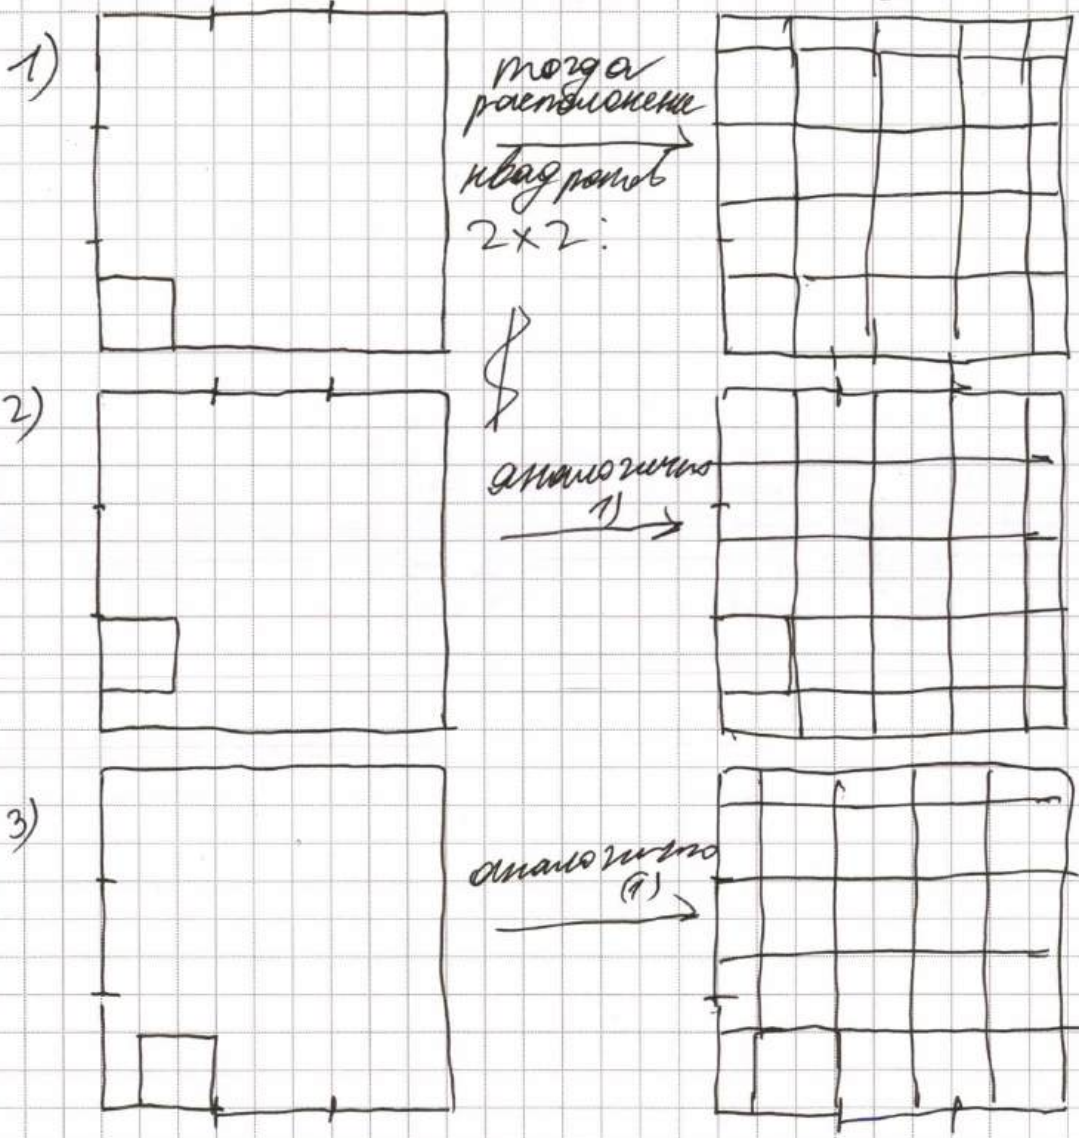 1)
тогда
расположение
квадратов
2×2:
2)
аналогично
1)
3)
аналогично
(1)